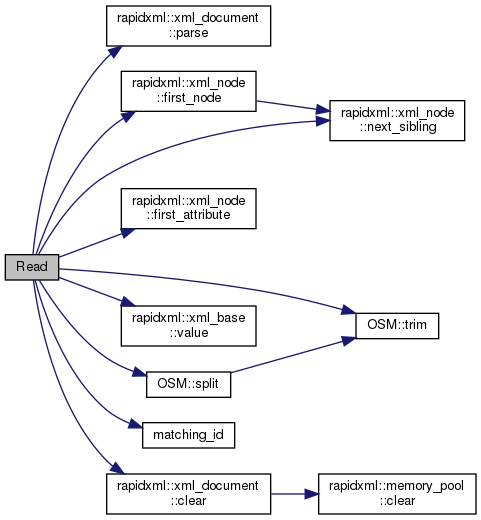 rapidxml::xml_document
::parse
rapidxml::xml_node
::first_node
rapidxml::xml_node
::next_sibling
rapidxml::xml_node
::first_attribute
Read
rapidxml::xml_base
::value
OSM::trim
OSM::split
matching_id
rapidxml::xml_document
::clear
rapidxml::memory_pool
::clear